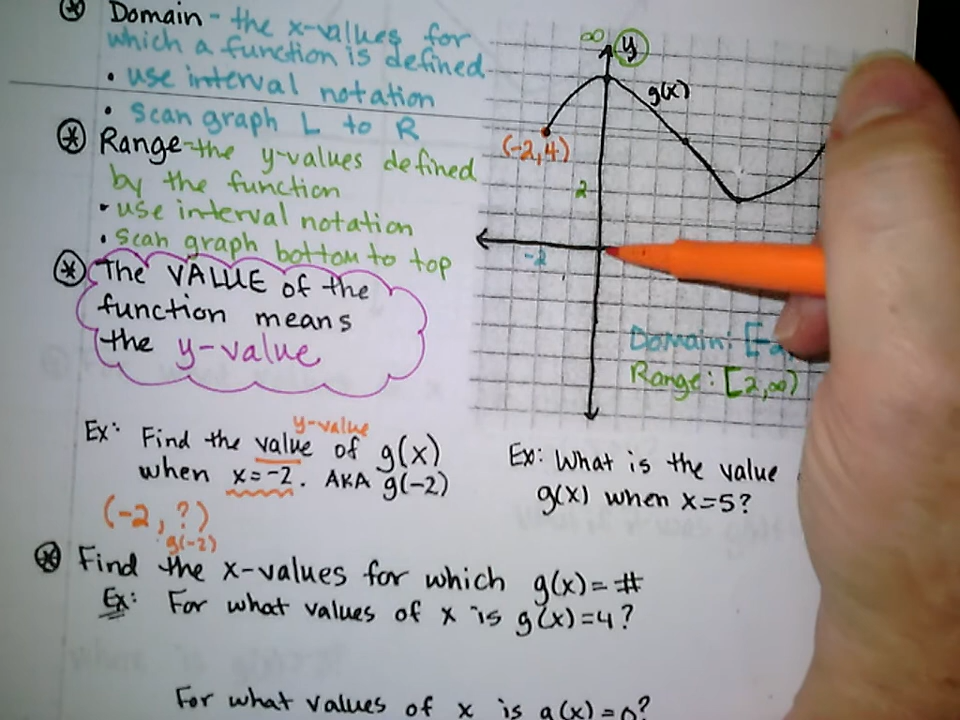 * Domain - the x-values for
which a function is defined
• use interval notation
• scan graph L to R
* Range - the y-values defined
by the function
• use interval notation
• scan graph bottom to top
* The VALUE of the
function means
the y-value
Ex: Find the value of g(x)
y-value
when x=-2. AKA g(-2)
(-2, ?)
g(-2)
* Find the x-values for which g(x)=#
Ex: For what values of x is g(x)=4?
For what values of x is g(x)=0?
∞ y
g(x)
(-2,4)
2
-2
Domain: [-2
Range: [2,∞)
Ex: What is the value
g(x) when x=5?